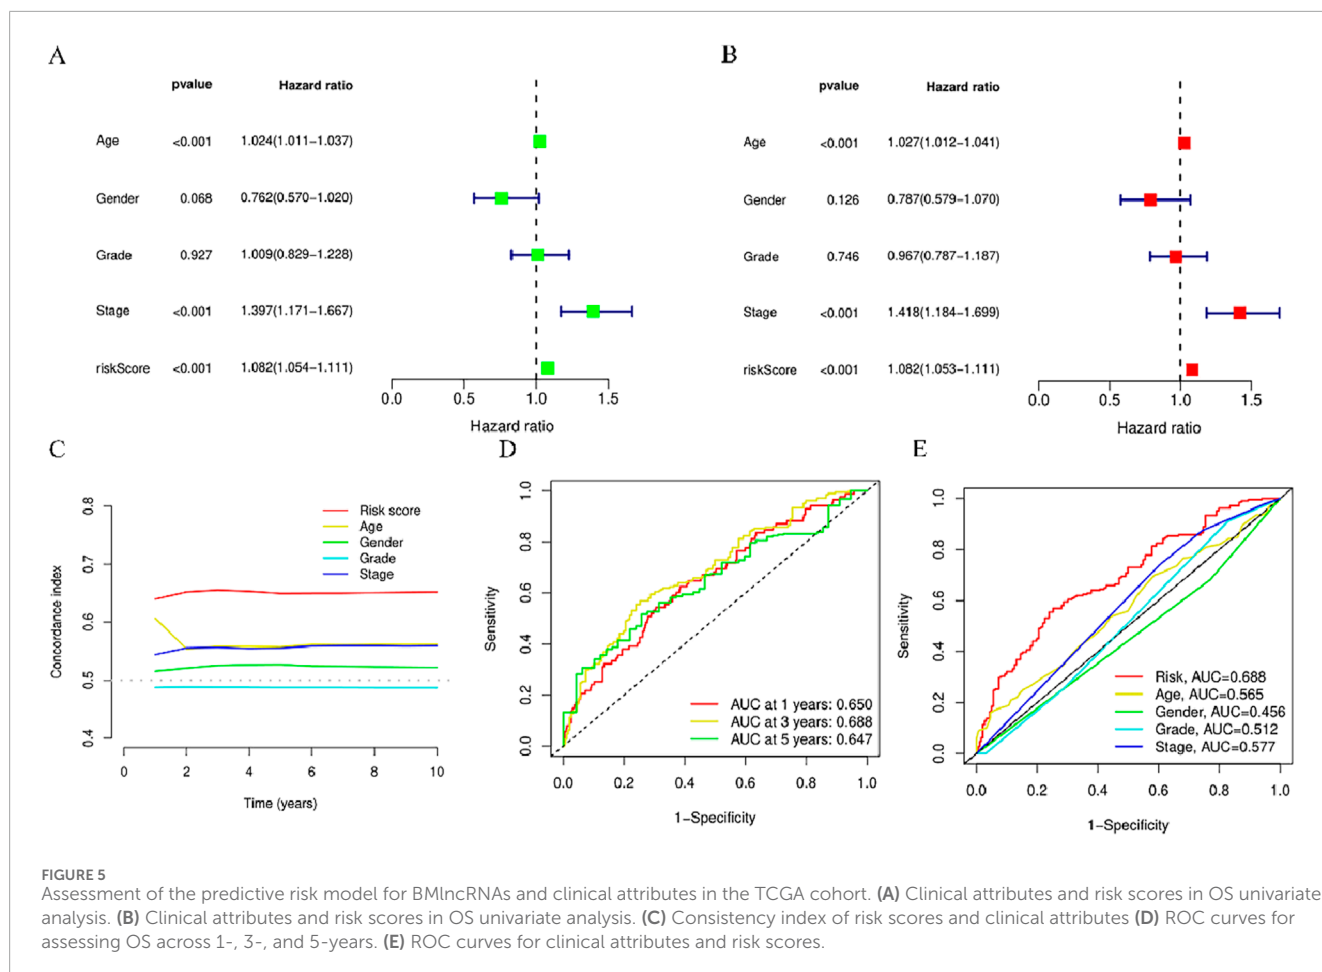 A
pvalue Hazard ratio
Age <0.001 1.024(1.011–1.037)
Gender 0.068 0.762(0.570–1.020)
Grade 0.927 1.009(0.829–1.228)
Stage <0.001 1.397(1.171–1.667)
riskScore <0.001 1.082(1.054–1.111)
0.0 0.5 1.0 1.5
Hazard ratio
B
pvalue Hazard ratio
Age <0.001 1.027(1.012–1.041)
Gender 0.126 0.787(0.579–1.070)
Grade 0.746 0.967(0.787–1.187)
Stage <0.001 1.418(1.184–1.699)
riskScore <0.001 1.082(1.053–1.111)
0.0 0.5 1.0 1.5
Hazard ratio
C
Concordance index
0.8
0.7
0.6
0.5
0.4
Risk score
Age
Gender
Grade
Stage
0 2 4 6 8 10
Time (years)
D
Sensitivity
1.0
0.8
0.6
0.4
0.2
0.0
AUC at 1 years: 0.650
AUC at 3 years: 0.688
AUC at 5 years: 0.647
0.0 0.2 0.4 0.6 0.8 1.0
1–Specificity
E
Sensitivity
1.0
0.8
0.6
0.4
0.2
0.0
Risk, AUC=0.688
Age, AUC=0.565
Gender, AUC=0.456
Grade, AUC=0.512
Stage, AUC=0.577
0.0 0.2 0.4 0.6 0.8 1.0
1–Specificity
FIGURE 5
Assessment of the predictive risk model for BMlncRNAs and clinical attributes in the TCGA cohort. (A) Clinical attributes and risk scores in OS univariate
analysis. (B) Clinical attributes and risk scores in OS univariate analysis. (C) Consistency index of risk scores and clinical attributes (D) ROC curves for
assessing OS across 1-, 3-, and 5-years. (E) ROC curves for clinical attributes and risk scores.